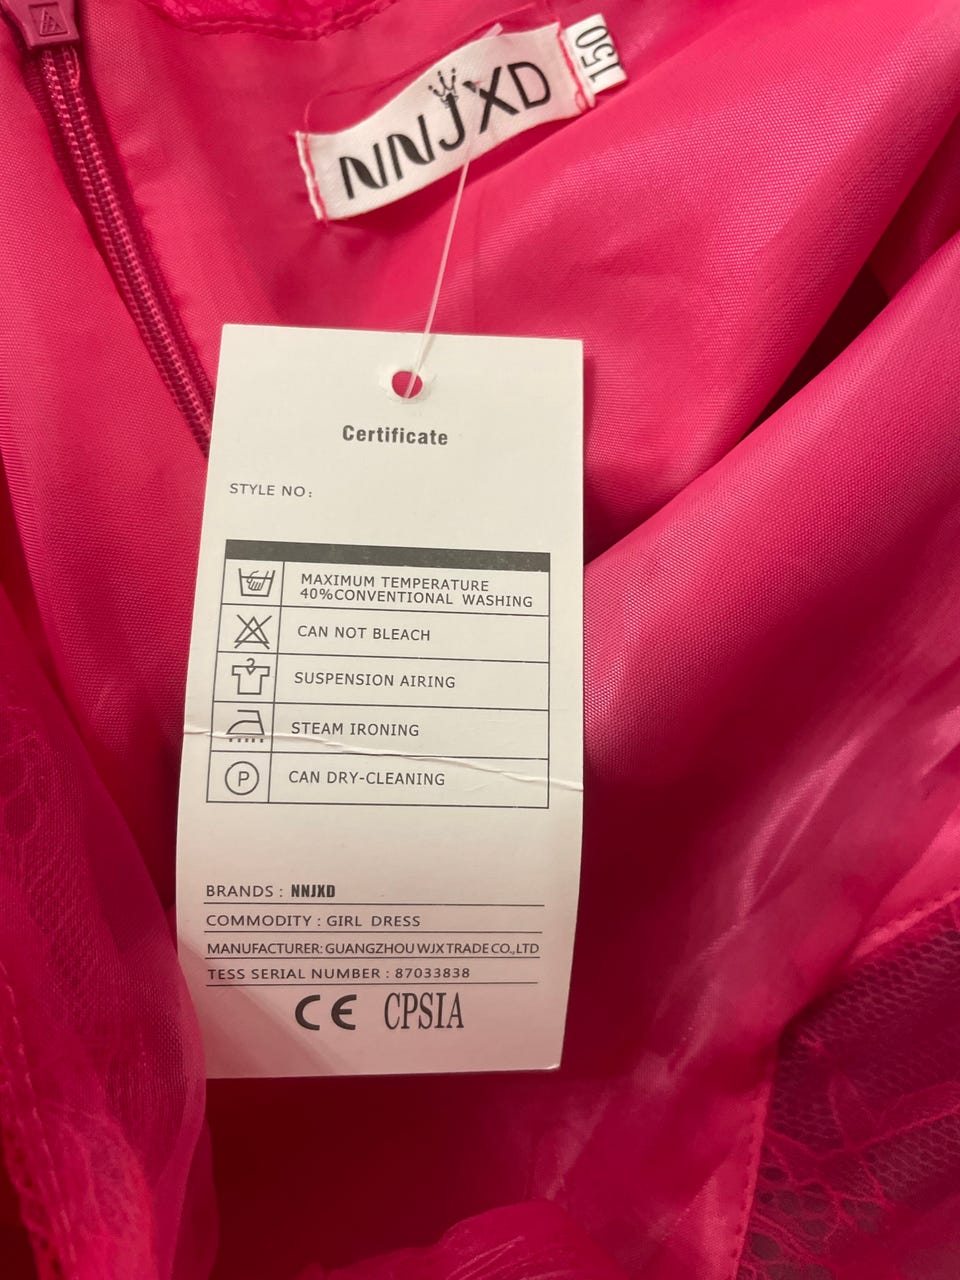 NNJXD
150
Certificate
STYLE NO:
MAXIMUM TEMPERATURE
40%CONVENTIONAL WASHING
CAN NOT BLEACH
SUSPENSION AIRING
STEAM IRONING
P
CAN DRY-CLEANING
BRANDS : NNJXD
COMMODITY : GIRL DRESS
MANUFACTURER: GUANGZHOU WJX TRADE CO.,LTD
TESS SERIAL NUMBER : 87033838
CE CPSIA